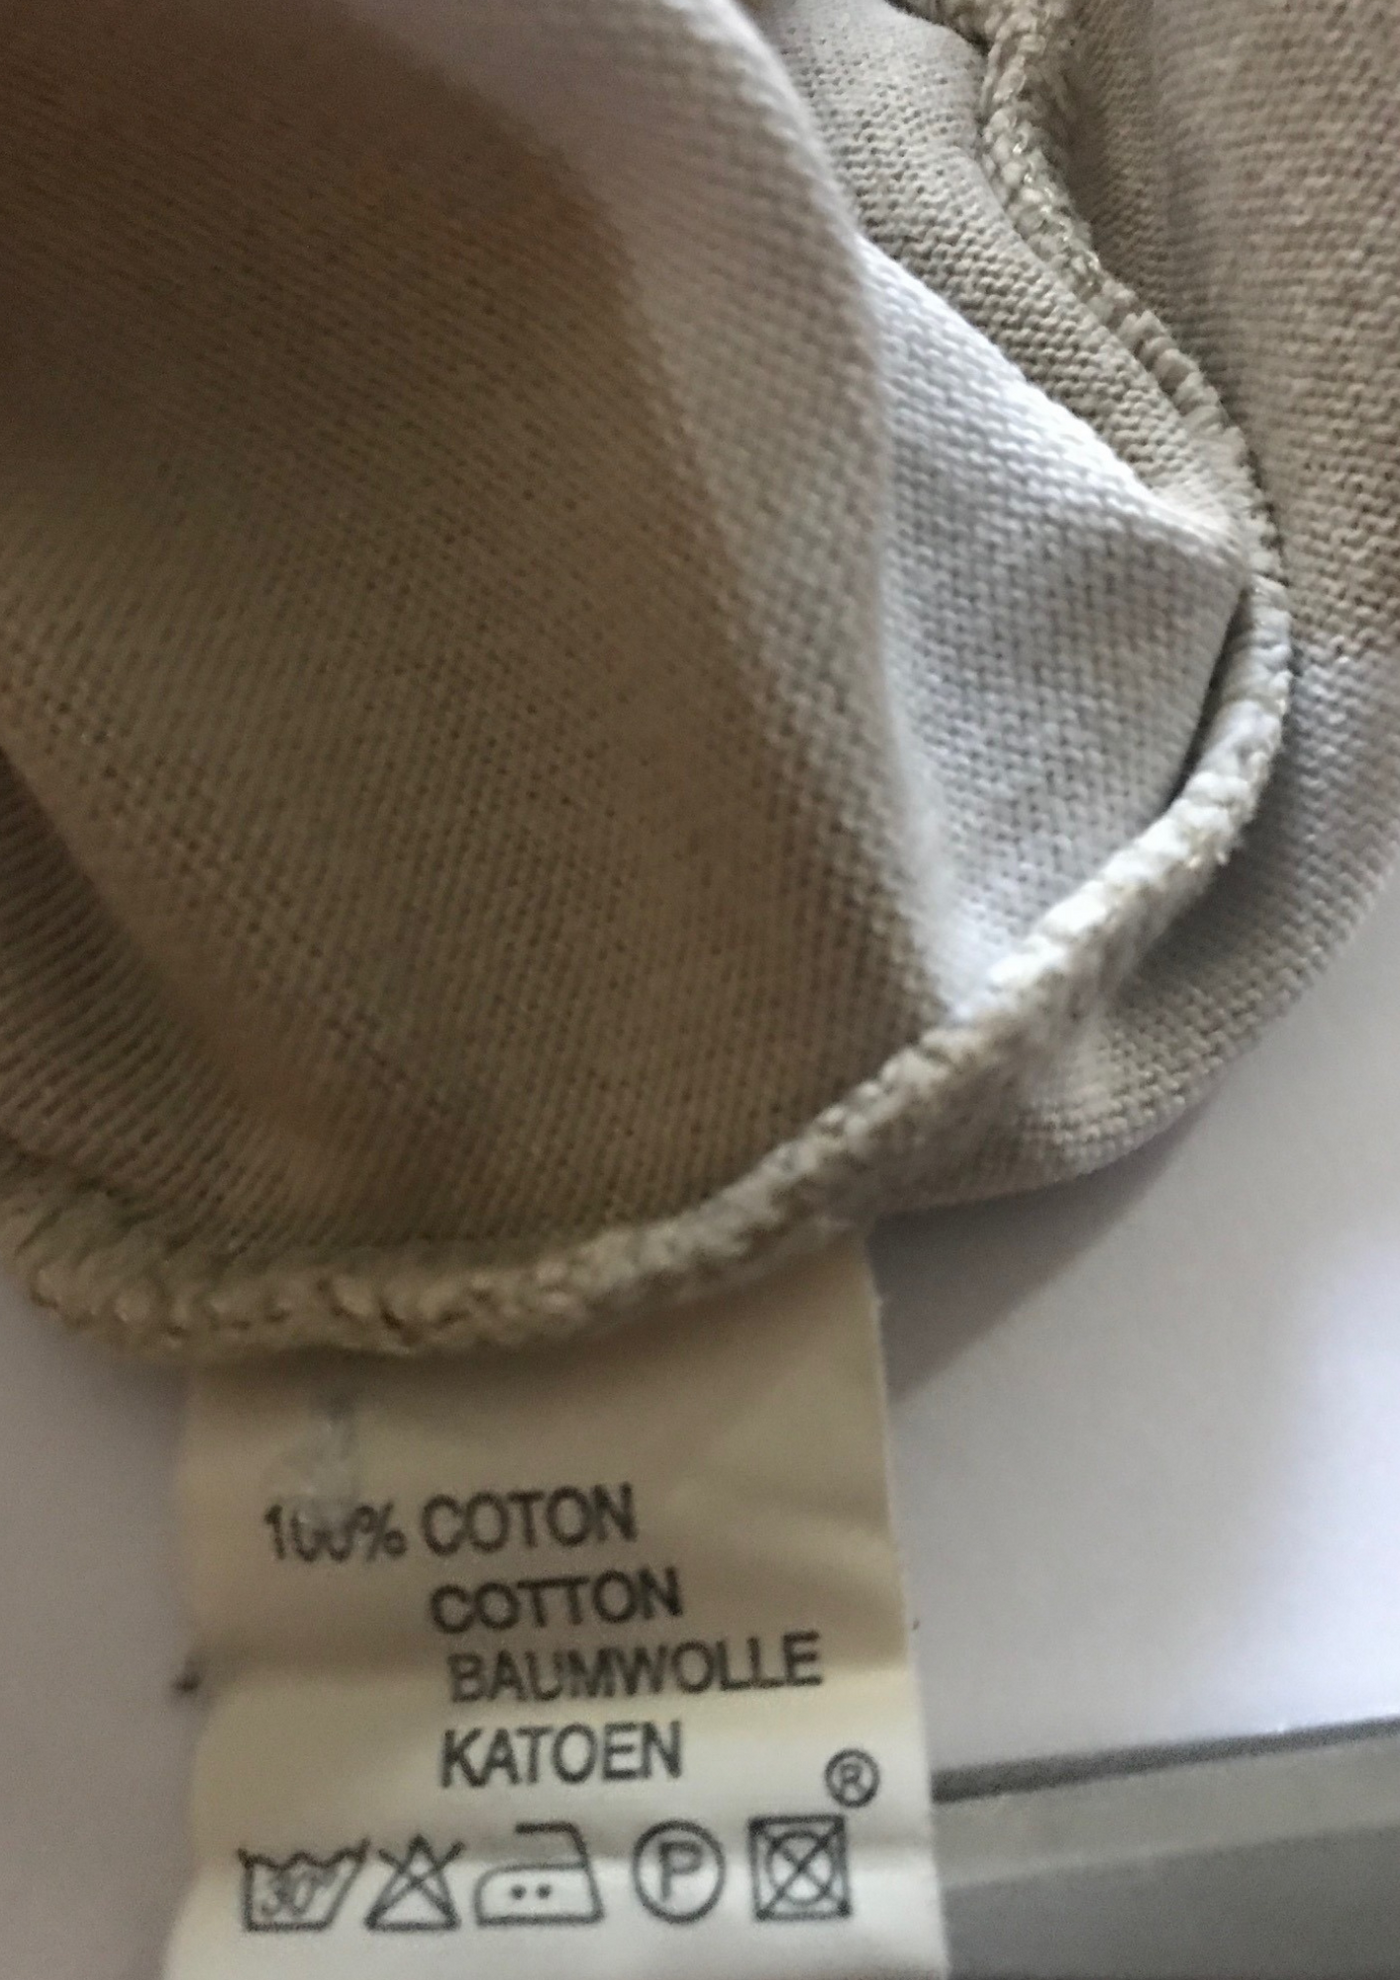 100% COTON
COTTON
BAUMWOLLE
KATOEN
®
30° P